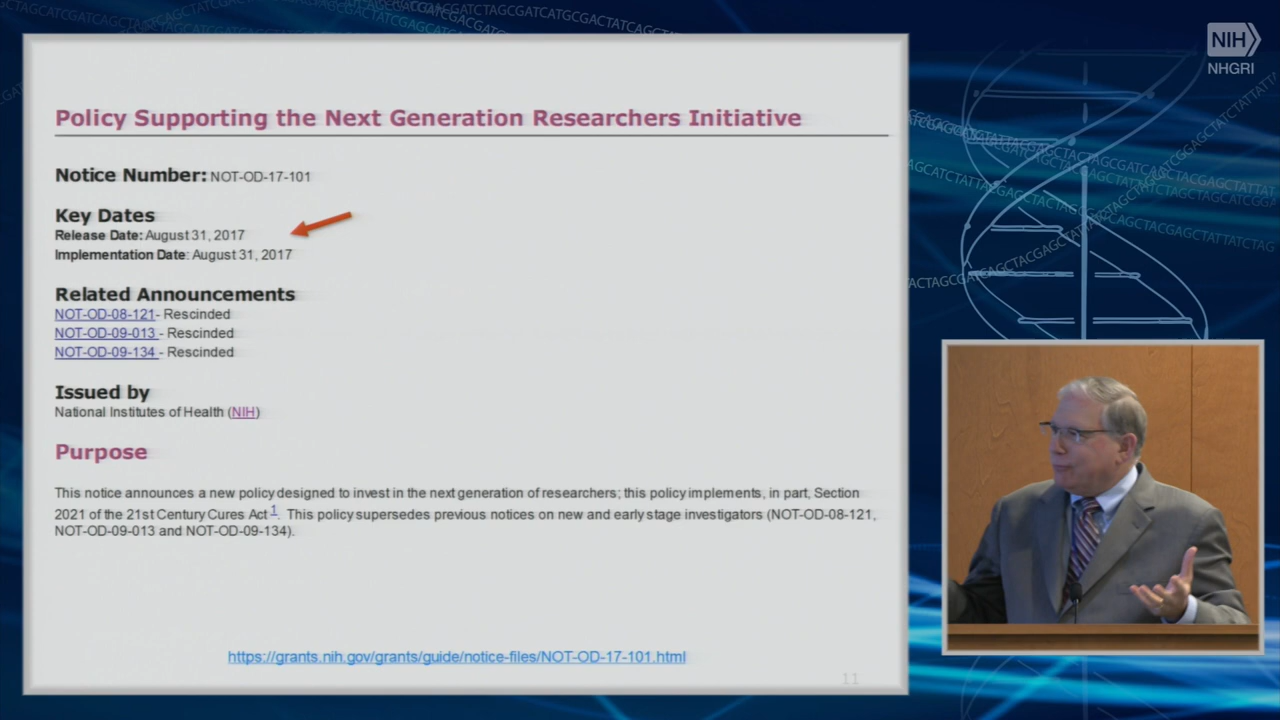 NIH
NHGRI
Policy Supporting the Next Generation Researchers Initiative
Notice Number: NOT-OD-17-101
Key Dates
Release Date: August 31, 2017
Implementation Date: August 31, 2017
Related Announcements
NOT-OD-08-121- Rescinded
NOT-OD-09-013 - Rescinded
NOT-OD-09-134 - Rescinded
Issued by
National Institutes of Health (NIH)
Purpose
This notice announces a new policy designed to invest in the next generation of researchers; this policy implements, in part, Section
2021 of the 21st Century Cures Act 1. This policy supersedes previous notices on new and early stage investigators (NOT-OD-08-121,
NOT-OD-09-013 and NOT-OD-09-134).
https://grants.nih.gov/grants/guide/notice-files/NOT-OD-17-101.html
11